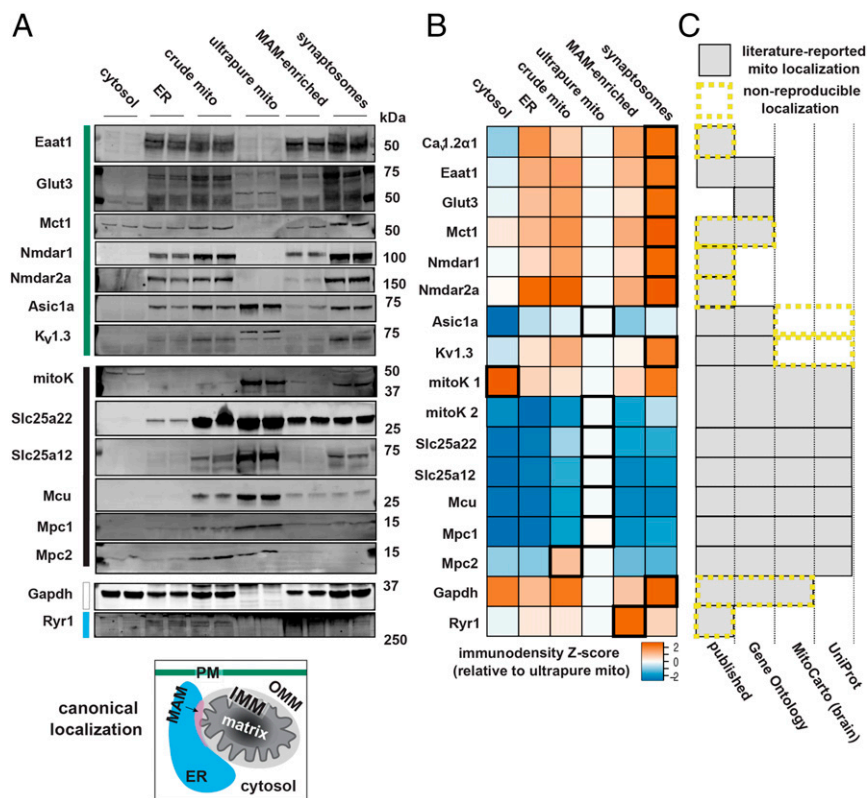 A
cytosol
ER
crude mito
ultrapure mito
MAM-enriched
synaptosomes
kDa
Eaat1
50
Glut3
75
50
Mct1
50
Nmdar1
100
Nmdar2a
150
Asic1a
75
Kv1.3
75
mitoK
50
37
Slc25a22
25
Slc25a12
75
Mcu
25
Mpc1
15
Mpc2
15
Gapdh
37
Ryr1
250
canonical
localization
PM
MAM
IMM
OMM
matrix
ER
cytosol
B
cytosol
ER
crude mito
ultrapure mito
MAM-enriched
synaptosomes
Cav1.2α1
Eaat1
Glut3
Mct1
Nmdar1
Nmdar2a
Asic1a
Kv1.3
mitoK 1
mitoK 2
Slc25a22
Slc25a12
Mcu
Mpc1
Mpc2
Gapdh
Ryr1
immunodensity Z-score
(relative to ultrapure mito)
2
0
-2
C
literature-reported
mito localization
non-reproducible
localization
published
Gene Ontology
MitoCarto (brain)
UniProt